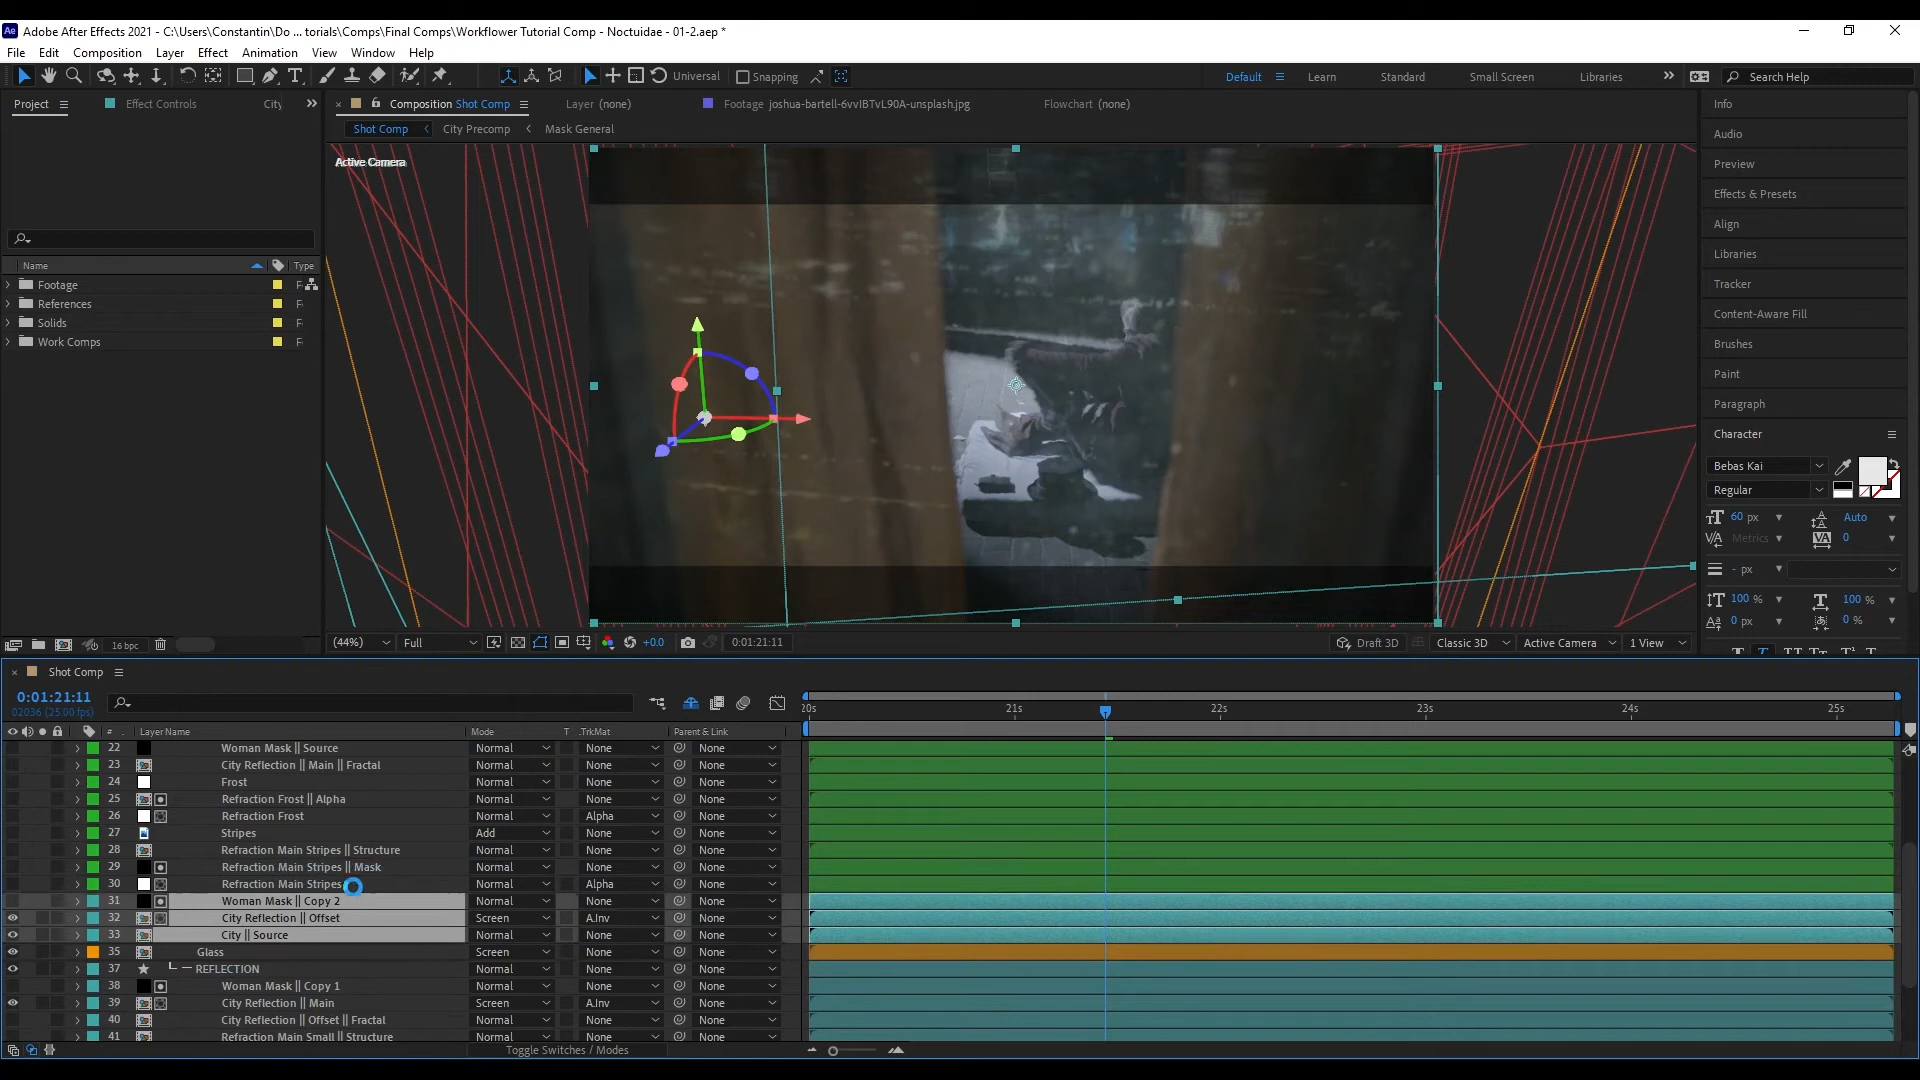 Ae Adobe After Effects 2021 - C:\Users\Constantin\Do ... torials\Comps\Final Comps\Workflower Tutorial Comp - Noctuidae - 01-2.aep *
File Edit Composition Layer Effect Animation View Window Help
Universal Snapping Default Learn Standard Small Screen Libraries Search Help
Project Effect Controls City
Composition Shot Comp Layer (none) Footage joshua-bartell-6vvIBTvL90A-unsplash.jpg Flowchart (none)
Shot Comp City Precomp Mask General
Active Camera
Name Type
Footage
References
Solids
Work Comps
16 bpc
(44%) Full +0.0 0:01:21:11 Draft 3D Classic 3D Active Camera 1 View
Info
Audio
Preview
Effects & Presets
Align
Libraries
Tracker
Content-Aware Fill
Brushes
Paint
Paragraph
Character
Bebas Kai
Regular
60 px Auto
Metrics 0
- px
100 % 100 %
0 px 0 %
Shot Comp
0:01:21:11
02036 (25.00 fps)
20s 21s 22s 23s 24s 25s
# Layer Name Mode T .TrkMat Parent & Link
22 Woman Mask || Source Normal None None
23 City Reflection || Main || Fractal Normal None None
24 Frost Normal None None
25 Refraction Frost || Alpha Normal None None
26 Refraction Frost Normal Alpha None
27 Stripes Add None None
28 Refraction Main Stripes || Structure Normal None None
29 Refraction Main Stripes || Mask Normal None None
30 Refraction Main Stripes Normal Alpha None
31 Woman Mask || Copy 2 Normal None None
32 City Reflection || Offset Screen A.Inv None
33 City || Source Normal None None
35 Glass Screen None None
37 REFLECTION Normal None None
38 Woman Mask || Copy 1 Normal None None
39 City Reflection || Main Screen A.Inv None
40 City Reflection || Offset || Fractal Normal None None
41 Refraction Main Small || Structure Normal None None
Toggle Switches / Modes